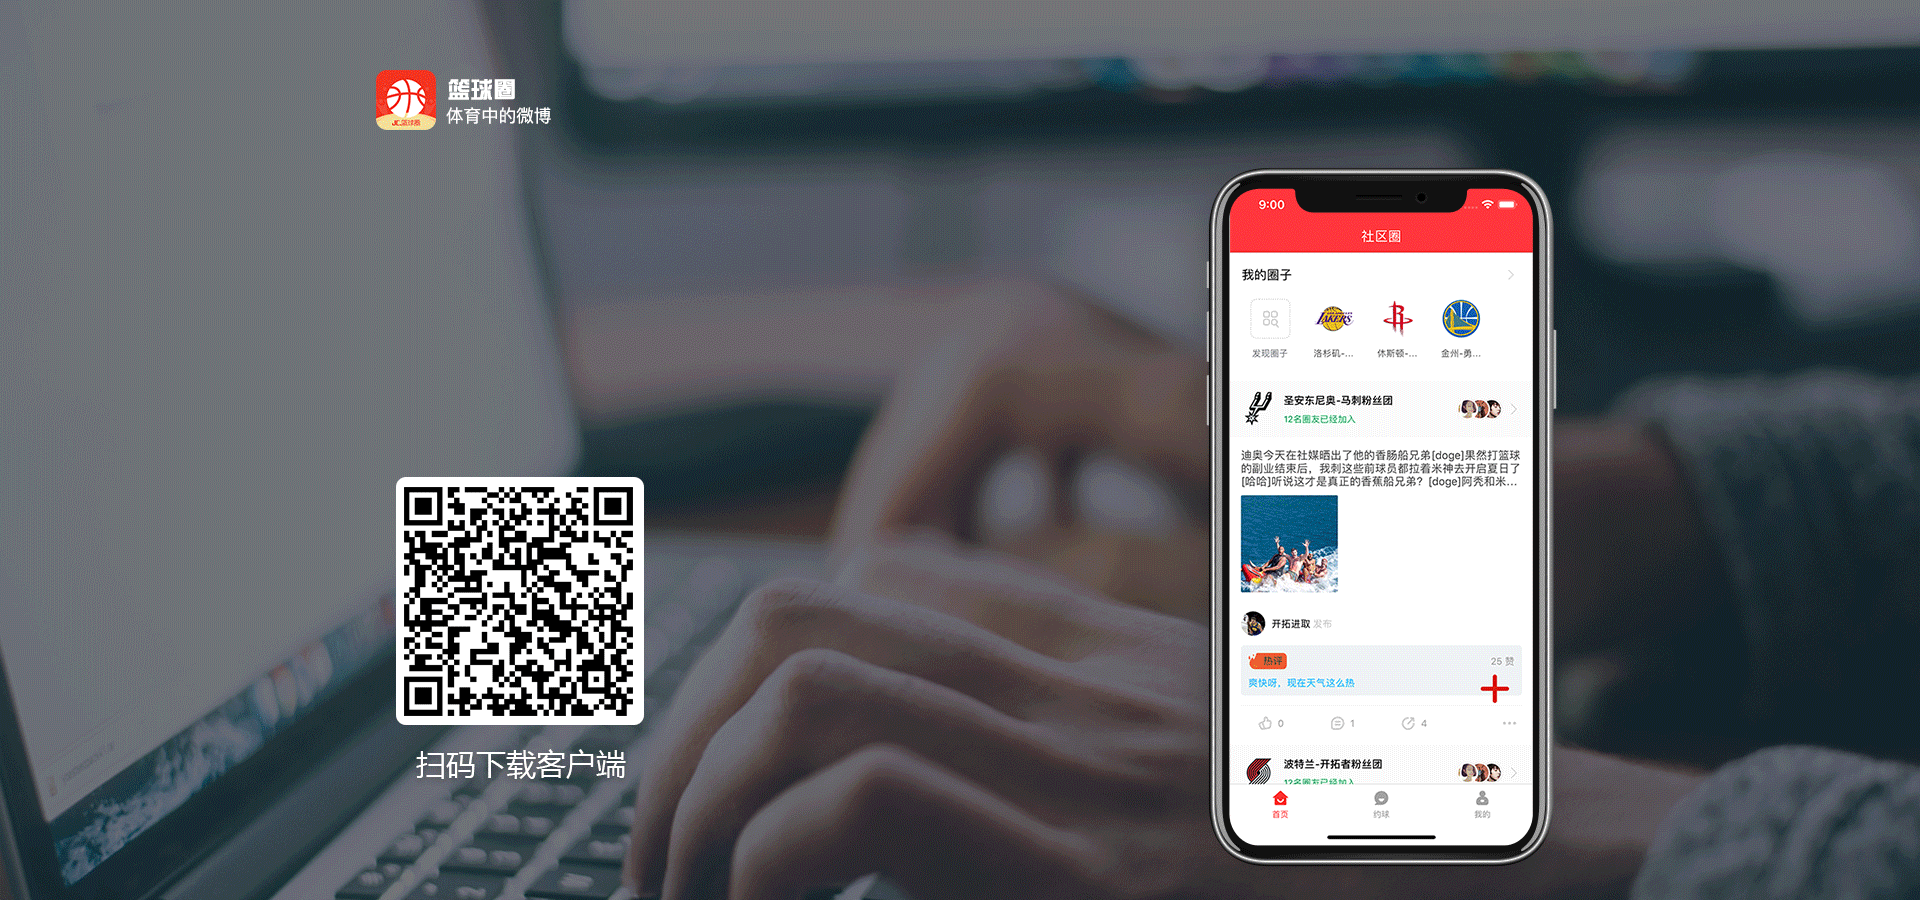 篮球圈
体育中的微博
JC.篮球圈
扫码下载客户端
9:00
社区圈
我的圈子
LAKERS
发现圈子
洛杉矶-...
休斯顿-...
金州-勇...
圣安东尼奥-马刺粉丝团
12名圈友已经加入
迪奥今天在社媒晒出了他的香肠船兄弟[doge]果然打篮球
的副业结束后，我刺这些前球员都拉着米神去开启夏日了
[哈哈]听说这才是真正的香蕉船兄弟？[doge]阿秃和米...
开拓进取 发布
热评
25 赞
爽快呀，现在天气这么热
0
1
4
波特兰-开拓者粉丝团
12名圈友已经加入
首页
约球
我的